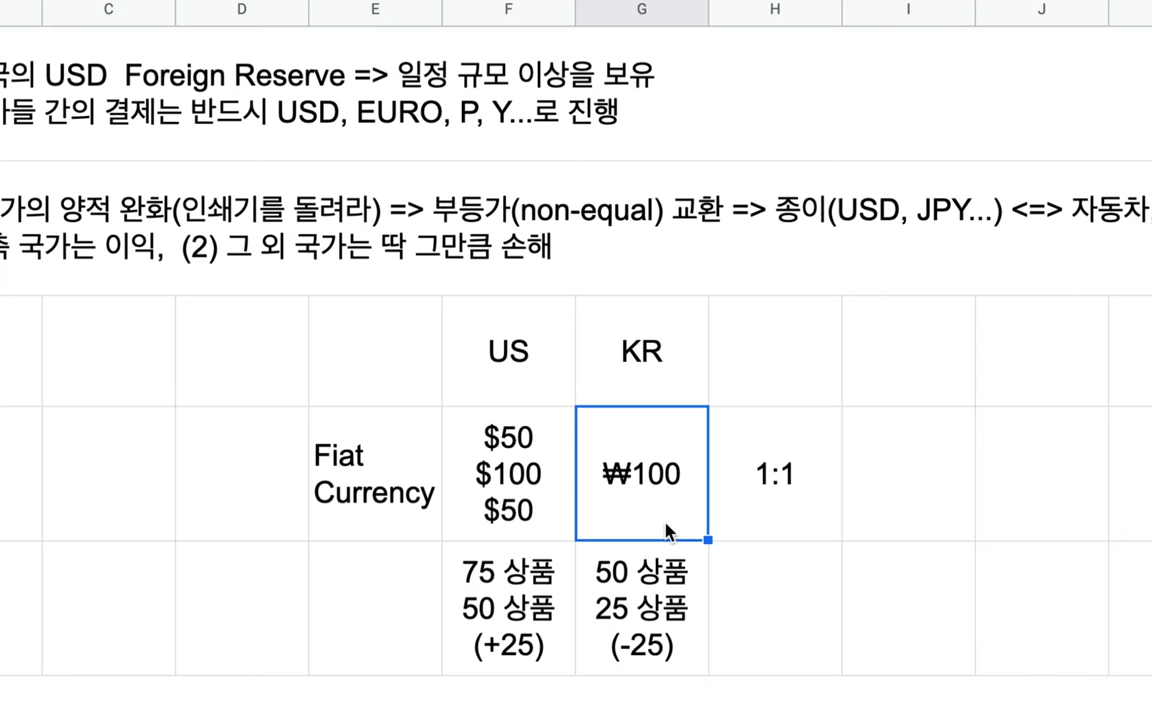 C D E F G H I J
의 USD  Foreign Reserve => 일정 규모 이상을 보유
들 간의 결제는 반드시 USD, EURO, P, Y...로 진행
가의 양적 완화(인쇄기를 돌려라) => 부등가(non-equal) 교환 => 종이(USD, JPY...) <=> 자동차,
국가는 이익,  (2) 그 외 국가는 딱 그만큼 손해
US KR
Fiat
Currency
$50
$100
$50
₩100
1:1
75 상품
50 상품
(+25)
50 상품
25 상품
(-25)